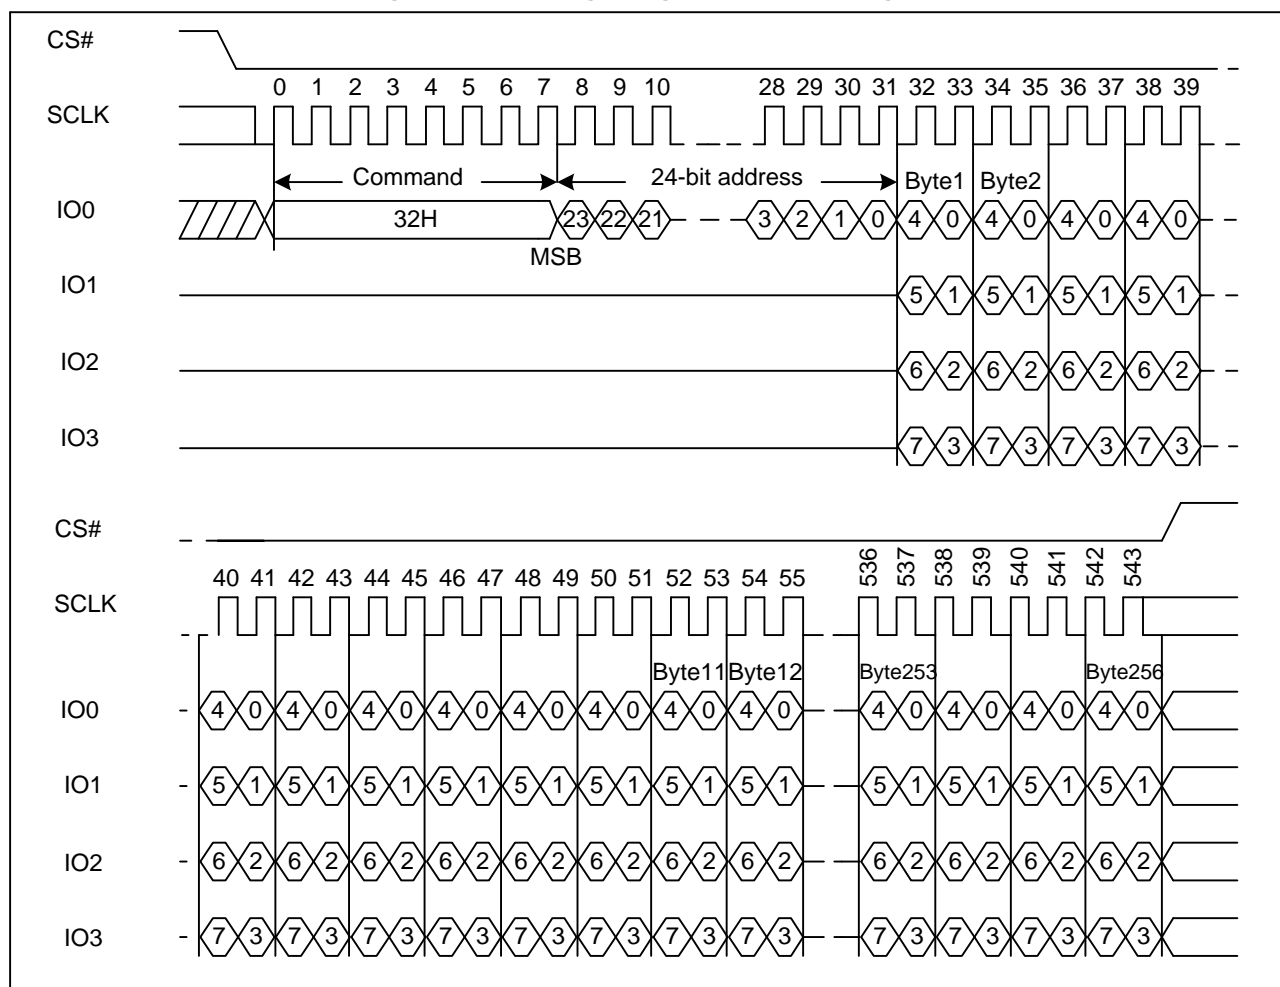 CS#
0 1 2 3 4 5 6 7 8 9 10 28 29 30 31 32 33 34 35 36 37 38 39
SCLK
Command 24-bit address Byte1 Byte2
IO0 32H 23 22 21 3 2 1 0 4 0 4 0 4 0 4 0
MSB
IO1 5 1 5 1 5 1 5 1
IO2 6 2 6 2 6 2 6 2
IO3 7 3 7 3 7 3 7 3
CS#
536 537 538 539 540 541 542 543
40 41 42 43 44 45 46 47 48 49 50 51 52 53 54 55
SCLK
Byte11 Byte12 Byte253 Byte256
IO0 4 0 4 0 4 0 4 0 4 0 4 0 4 0 4 0 4 0 4 0 4 0 4 0
IO1 5 1 5 1 5 1 5 1 5 1 5 1 5 1 5 1 5 1 5 1 5 1 5 1
IO2 6 2 6 2 6 2 6 2 6 2 6 2 6 2 6 2 6 2 6 2 6 2 6 2
IO3 7 3 7 3 7 3 7 3 7 3 7 3 7 3 7 3 7 3 7 3 7 3 7 3